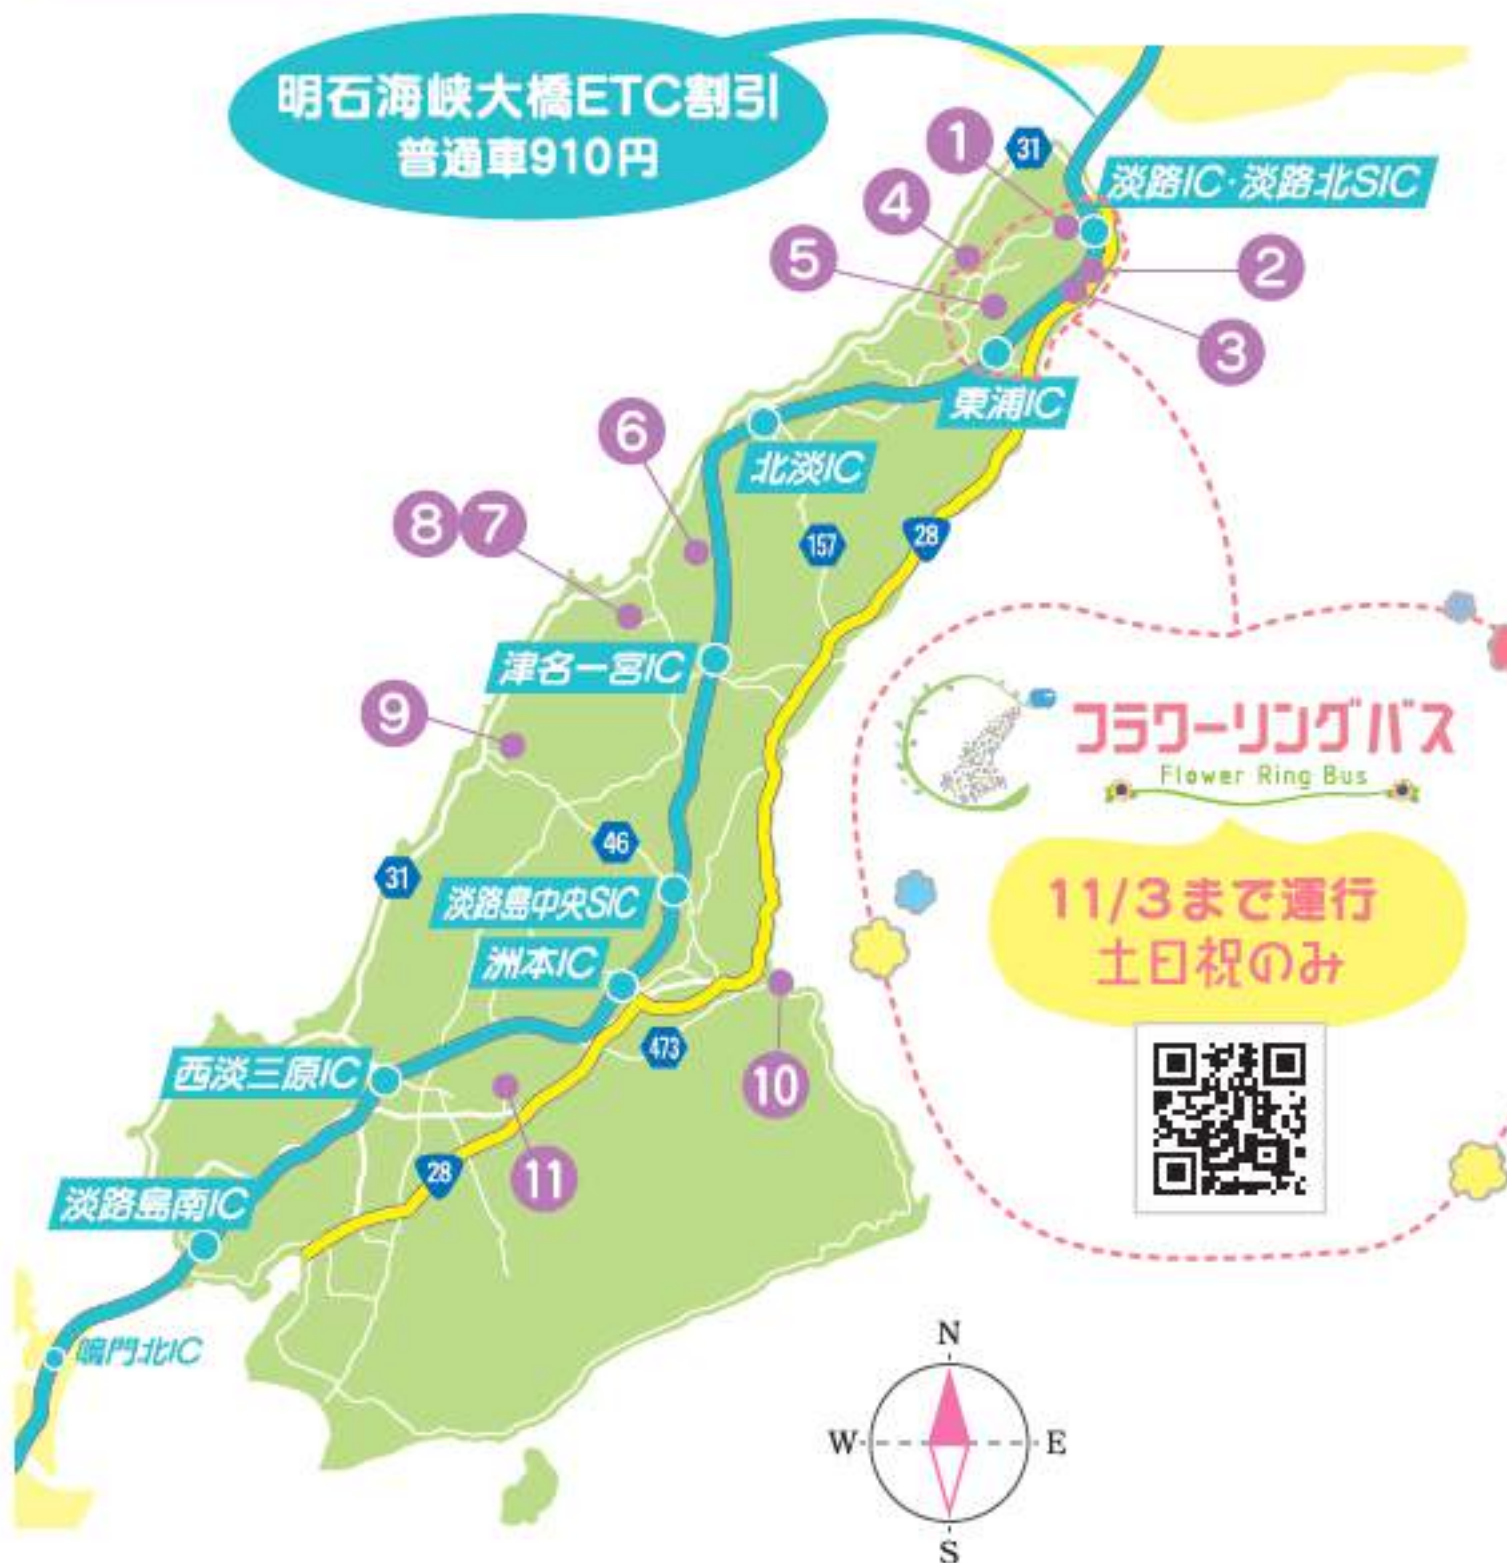 明石海峡大橋ETC割引
普通車910円
1
31
淡路IC・淡路北SIC
4
5
2
3
東浦IC
6
北淡IC
8
7
157
28
津名一宮IC
9
フラワーリングバス
Flower Ring Bus
46
31
淡路島中央SIC
11/3まで運行
土日祝のみ
洲本IC
473
西淡三原IC
10
28
11
淡路島南IC
鳴門北IC
N
W
E
S